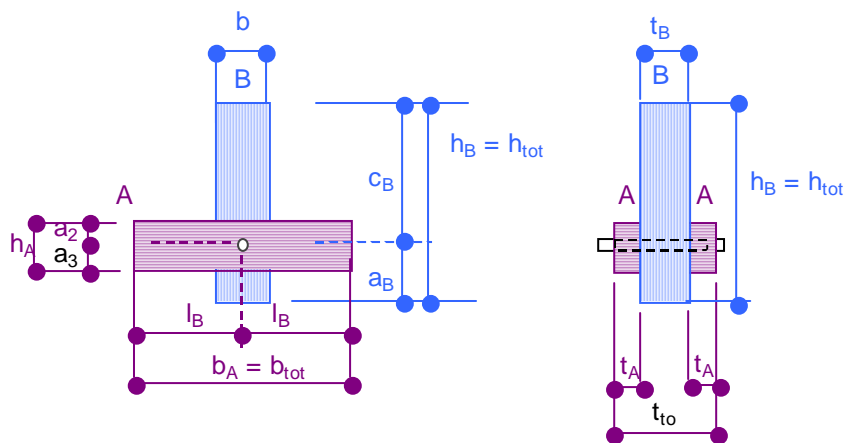 b
B
A
h_A
a_2
a_3
c_B
a_B
h_B = h_tot
l_B
l_B
b_A = b_tot
t_B
B
A
A
h_B = h_tot
t_A
t_A
t_to